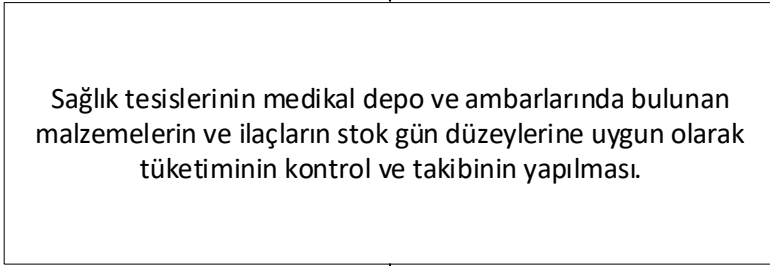 Sağlık tesislerinin medikal depo ve ambarlarında bulunan
malzemelerin ve ilaçların stok gün düzeylerine uygun olarak
tüketiminin kontrol ve takibinin yapılması.